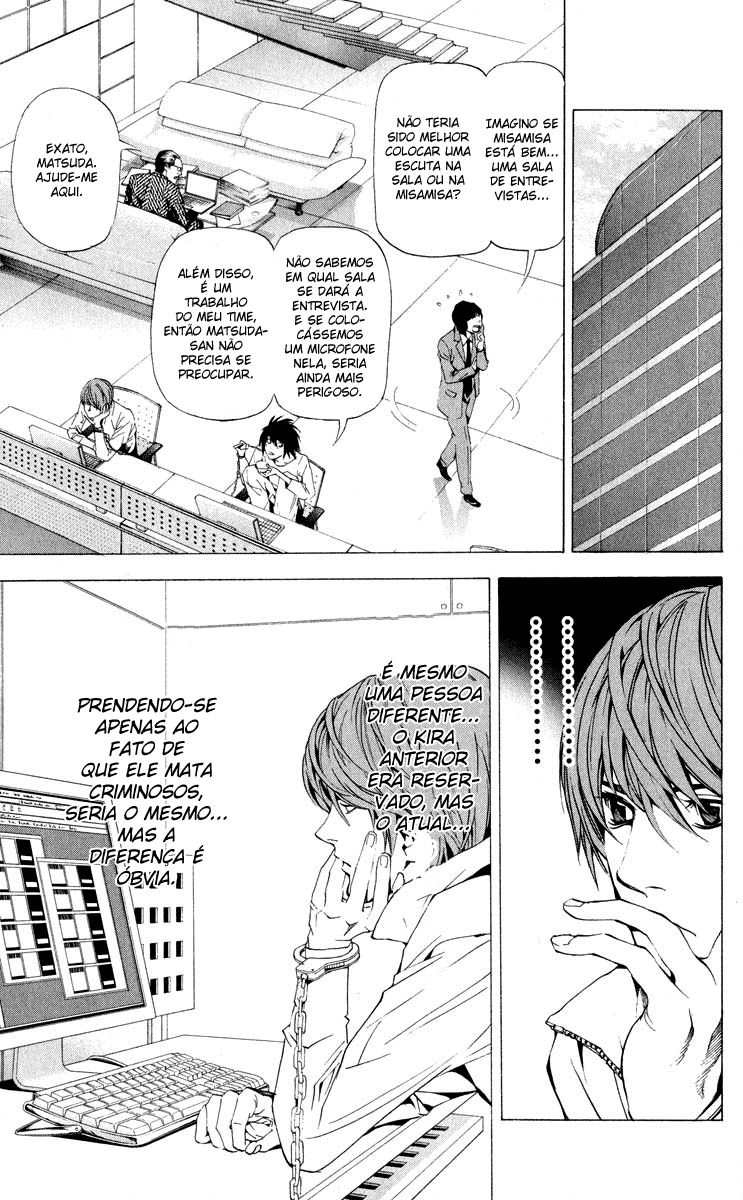 IMAGINO SE
MISAMISA
ESTÁ BEM...
UMA SALA
DE ENTRE-
VISTAS...
NÃO TERIA
SIDO MELHOR
COLOCAR UMA
ESCUTA NA
SALA OU NA
MISAMISA?
EXATO,
MATSUDA.
AJUDE-ME
AQUI.
NÃO SABEMOS
EM QUAL SALA
SE DARÁ A
ENTREVISTA.
E SE COLO-
CÁSSEMOS
UM MICROFONE
NELA, SERIA
AINDA MAIS
PERIGOSO.
ALÉM DISSO,
É UM
TRABALHO
DO MEU TIME,
ENTÃO MATSUDA-
SAN NÃO
PRECISA SE
PREOCUPAR.
É MESMO
UMA PESSOA
DIFERENTE...
O KIRA
ANTERIOR
ERA RESER-
VADO, MAS
O ATUAL...
PRENDENDO-SE
APENAS AO
FATO DE
QUE ELE MATA
CRIMINOSOS,
SERIA O MESMO...
MAS A
DIFERENÇA É
ÓBVIA.